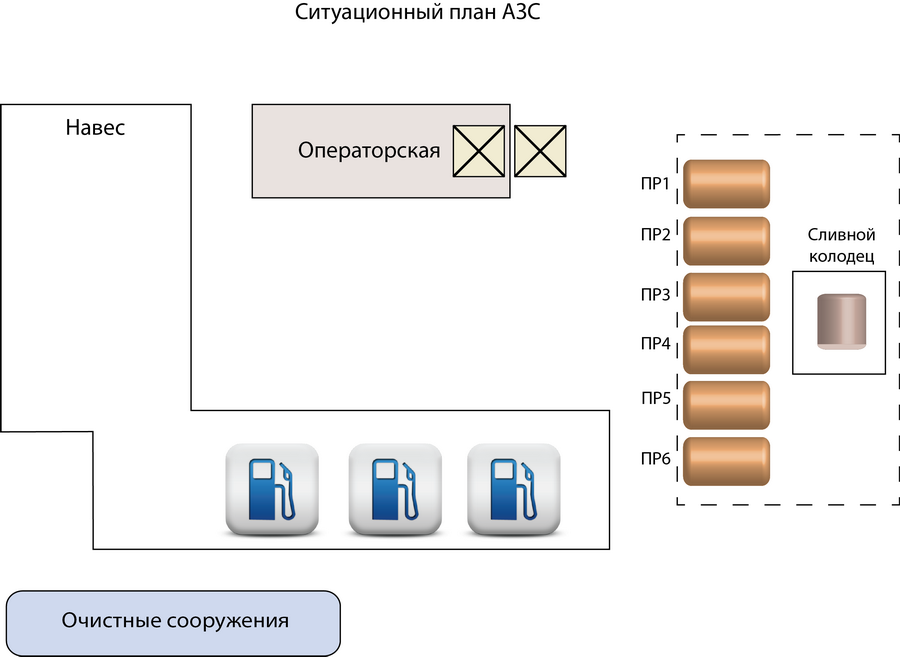 Ситуационный план АЗС
Навес
Операторская
ПР1
ПР2
Сливной
колодец
ПР3
ПР4
ПР5
ПР6
Очистные сооружения